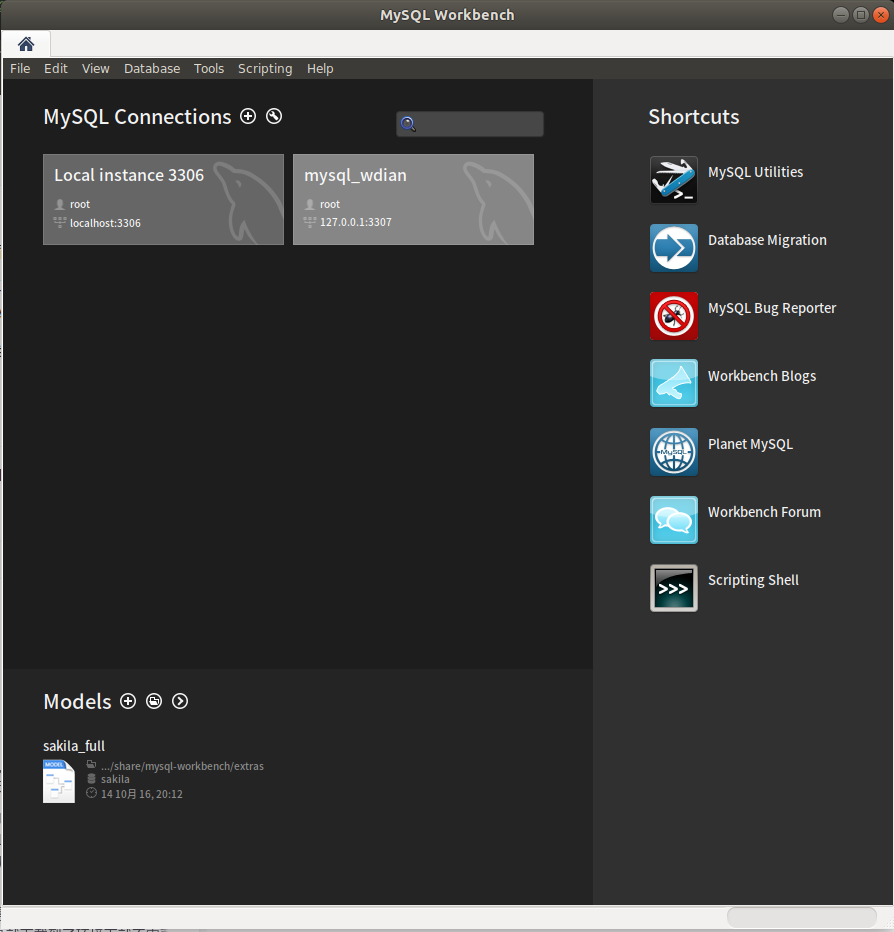 MySQL Workbench
File Edit View Database Tools Scripting Help
MySQL Connections
Local instance 3306
root
localhost:3306
mysql_wdian
root
127.0.0.1:3307
Shortcuts
MySQL Utilities
Database Migration
MySQL Bug Reporter
Workbench Blogs
MySQL
Planet MySQL
Workbench Forum
>>>
Scripting Shell
Models
sakila_full
MODEL
.../share/mysql-workbench/extras
sakila
14 10月 16, 20:12